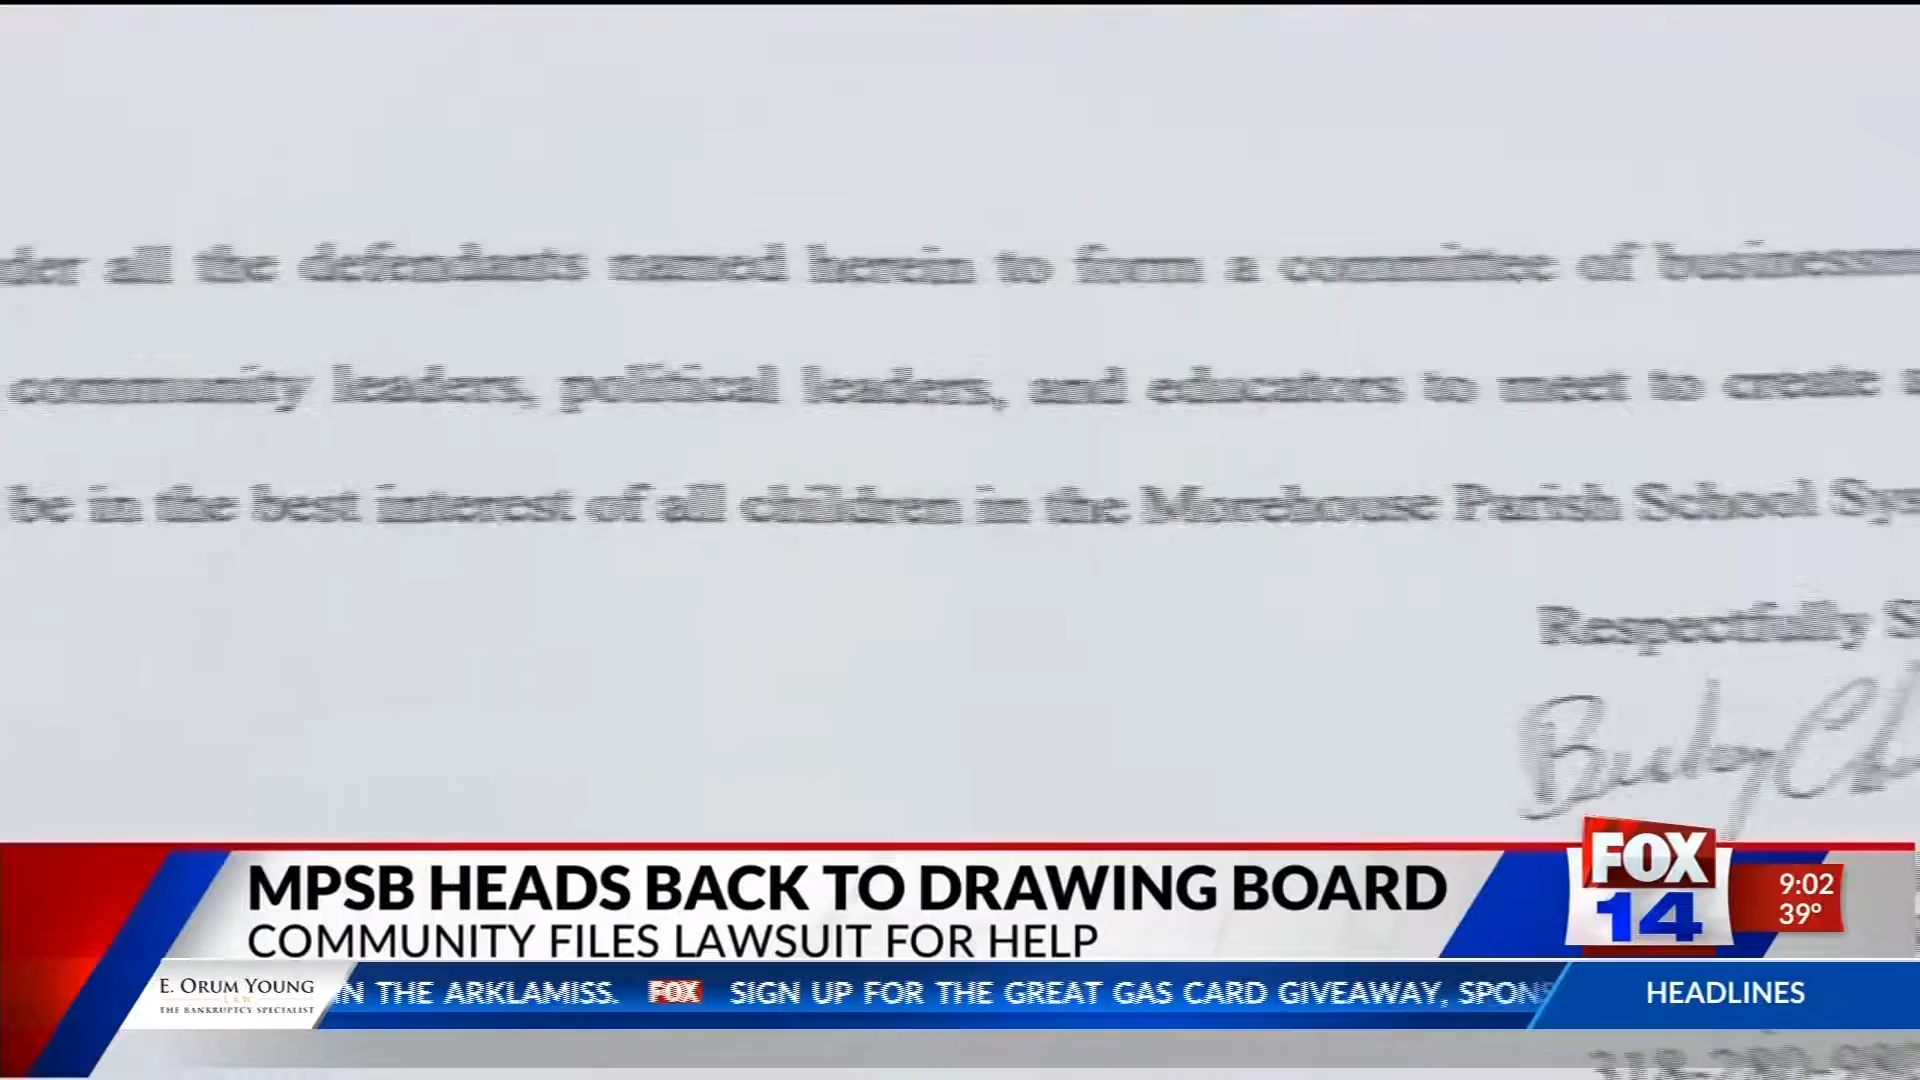 der all the defendants named herein to form a committee of
community leaders, political leaders, and educators to meet to create
be in the best interest of all children in the Morehouse Parish School
Respectfully
MPSB HEADS BACK TO DRAWING BOARD
COMMUNITY FILES LAWSUIT FOR HELP
FOX
14
9:02
39°
E. ORUM YOUNG
LAW
THE BANKRUPTCY SPECIALIST
IN THE ARKLAMISS. FOX SIGN UP FOR THE GREAT GAS CARD GIVEAWAY, SPONS
HEADLINES